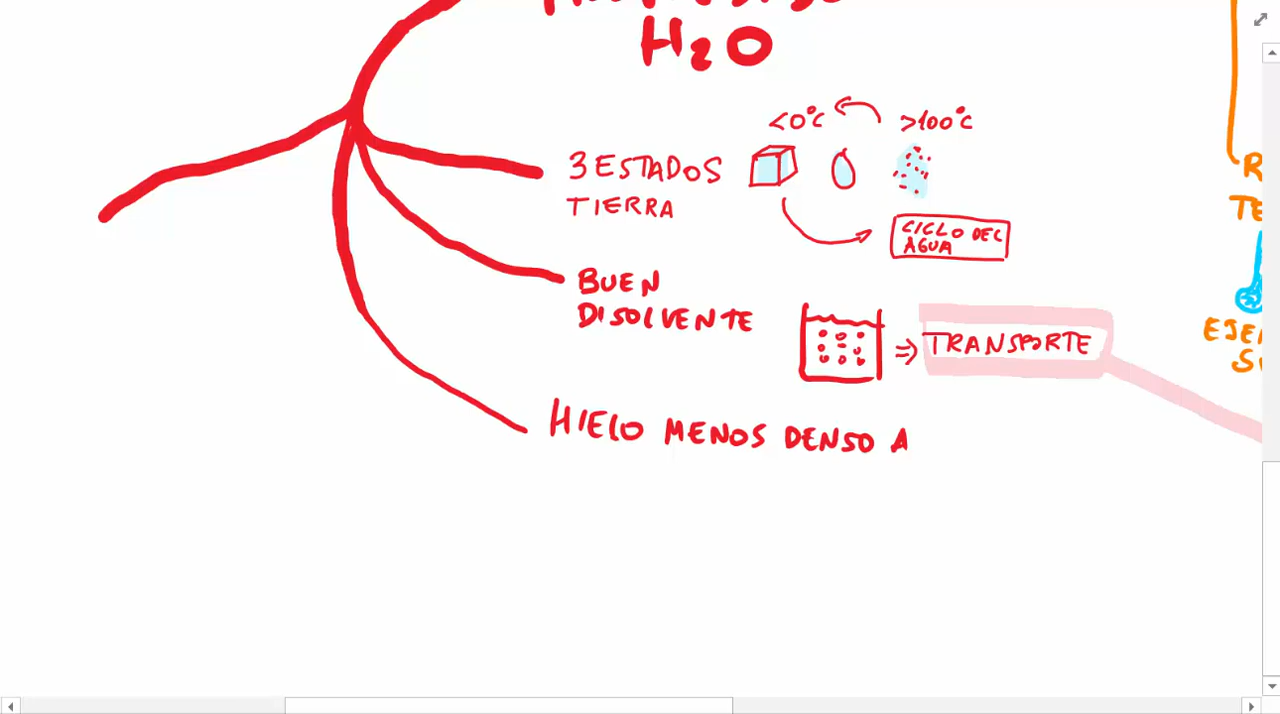 H2O
<0°C
>100°C
3 ESTADOS
TIERRA
CICLO DEL
AGUA
BUEN
DISOLVENTE
⇒ TRANSPORTE
HIELO MENOS DENSO A